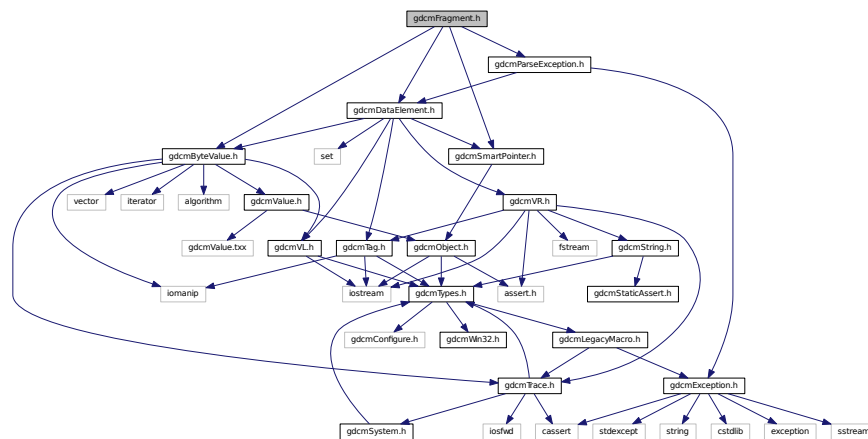 gdcmFragment.h
gdcmParseException.h
gdcmDataElement.h
gdcmByteValue.h
set
gdcmSmartPointer.h
vector
iterator
algorithm
gdcmValue.h
gdcmVR.h
gdcmValue.txx
gdcmVL.h
gdcmTag.h
gdcmObject.h
fstream
gdcmString.h
iomanip
iostream
gdcmTypes.h
assert.h
gdcmStaticAssert.h
gdcmConfigure.h
gdcmWin32.h
gdcmLegacyMacro.h
gdcmTrace.h
gdcmException.h
gdcmSystem.h
iosfwd
cassert
stdexcept
string
cstdlib
exception
sstream